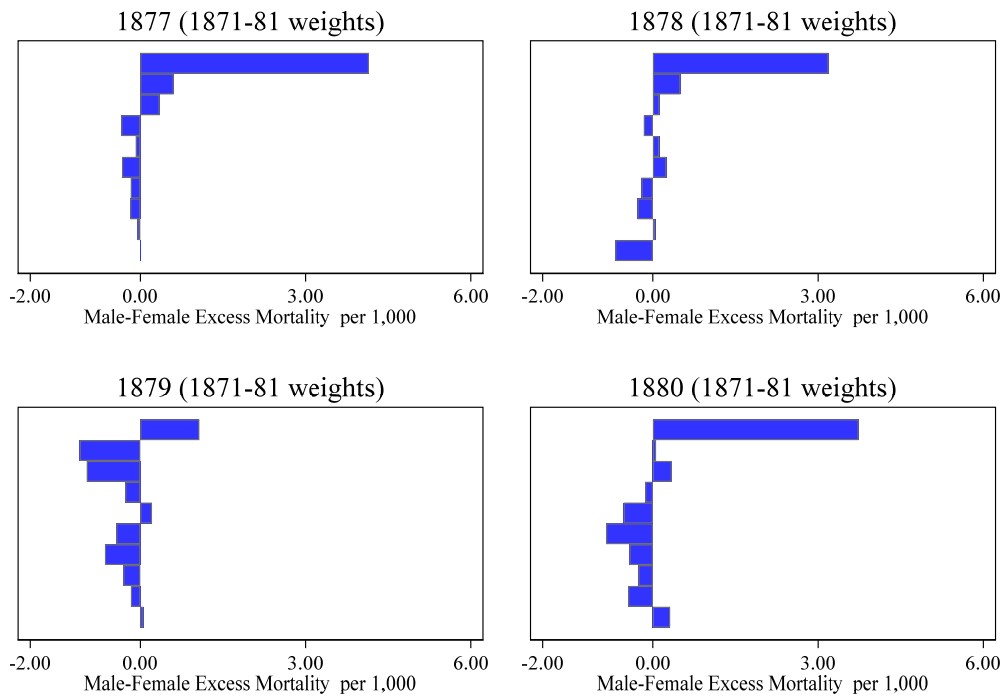 1877 (1871-81 weights)
-2.00 0.00 3.00 6.00
Male-Female Excess Mortality per 1,000
1878 (1871-81 weights)
-2.00 0.00 3.00 6.00
Male-Female Excess Mortality per 1,000
1879 (1871-81 weights)
-2.00 0.00 3.00 6.00
Male-Female Excess Mortality per 1,000
1880 (1871-81 weights)
-2.00 0.00 3.00 6.00
Male-Female Excess Mortality per 1,000